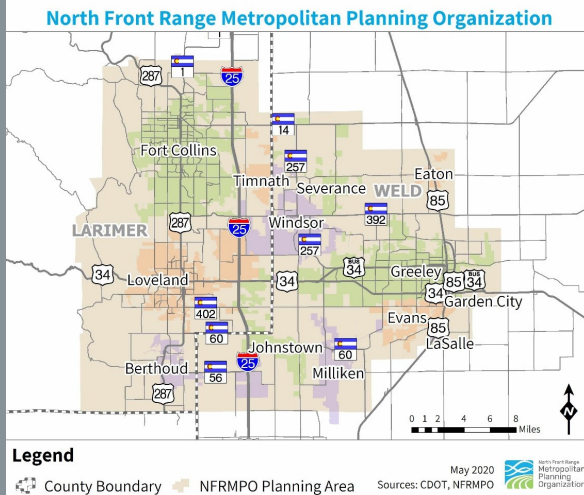 North Front Range Metropolitan Planning Organization
287
1
25
14
Fort Collins
257
Timnath
Severance
Eaton
WELD
85
392
LARIMER
287
25
Windsor
257
34
Loveland
34
BUS
34
Greeley
85
BUS
34
34
Garden City
402
Evans
60
85
LaSalle
Johnstown
60
25
Berthoud
56
Milliken
287
N
0 1 2 4 6 8
Miles
Legend
County Boundary
NFRMPO Planning Area
May 2020
Sources: CDOT, NFRMPO
North Front Range
Metropolitan
Planning
Organization